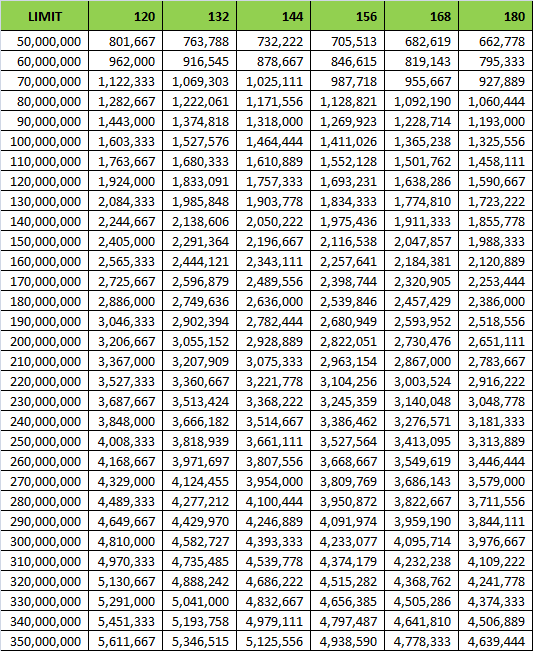 LIMIT 120 132 144 156 168 180
50,000,000 801,667 763,788 732,222 705,513 682,619 662,778
60,000,000 962,000 916,545 878,667 846,615 819,143 795,333
70,000,000 1,122,333 1,069,303 1,025,111 987,718 955,667 927,889
80,000,000 1,282,667 1,222,061 1,171,556 1,128,821 1,092,190 1,060,444
90,000,000 1,443,000 1,374,818 1,318,000 1,269,923 1,228,714 1,193,000
100,000,000 1,603,333 1,527,576 1,464,444 1,411,026 1,365,238 1,325,556
110,000,000 1,763,667 1,680,333 1,610,889 1,552,128 1,501,762 1,458,111
120,000,000 1,924,000 1,833,091 1,757,333 1,693,231 1,638,286 1,590,667
130,000,000 2,084,333 1,985,848 1,903,778 1,834,333 1,774,810 1,723,222
140,000,000 2,244,667 2,138,606 2,050,222 1,975,436 1,911,333 1,855,778
150,000,000 2,405,000 2,291,364 2,196,667 2,116,538 2,047,857 1,988,333
160,000,000 2,565,333 2,444,121 2,343,111 2,257,641 2,184,381 2,120,889
170,000,000 2,725,667 2,596,879 2,489,556 2,398,744 2,320,905 2,253,444
180,000,000 2,886,000 2,749,636 2,636,000 2,539,846 2,457,429 2,386,000
190,000,000 3,046,333 2,902,394 2,782,444 2,680,949 2,593,952 2,518,556
200,000,000 3,206,667 3,055,152 2,928,889 2,822,051 2,730,476 2,651,111
210,000,000 3,367,000 3,207,909 3,075,333 2,963,154 2,867,000 2,783,667
220,000,000 3,527,333 3,360,667 3,221,778 3,104,256 3,003,524 2,916,222
230,000,000 3,687,667 3,513,424 3,368,222 3,245,359 3,140,048 3,048,778
240,000,000 3,848,000 3,666,182 3,514,667 3,386,462 3,276,571 3,181,333
250,000,000 4,008,333 3,818,939 3,661,111 3,527,564 3,413,095 3,313,889
260,000,000 4,168,667 3,971,697 3,807,556 3,668,667 3,549,619 3,446,444
270,000,000 4,329,000 4,124,455 3,954,000 3,809,769 3,686,143 3,579,000
280,000,000 4,489,333 4,277,212 4,100,444 3,950,872 3,822,667 3,711,556
290,000,000 4,649,667 4,429,970 4,246,889 4,091,974 3,959,190 3,844,111
300,000,000 4,810,000 4,582,727 4,393,333 4,233,077 4,095,714 3,976,667
310,000,000 4,970,333 4,735,485 4,539,778 4,374,179 4,232,238 4,109,222
320,000,000 5,130,667 4,888,242 4,686,222 4,515,282 4,368,762 4,241,778
330,000,000 5,291,000 5,041,000 4,832,667 4,656,385 4,505,286 4,374,333
340,000,000 5,451,333 5,193,758 4,979,111 4,797,487 4,641,810 4,506,889
350,000,000 5,611,667 5,346,515 5,125,556 4,938,590 4,778,333 4,639,444